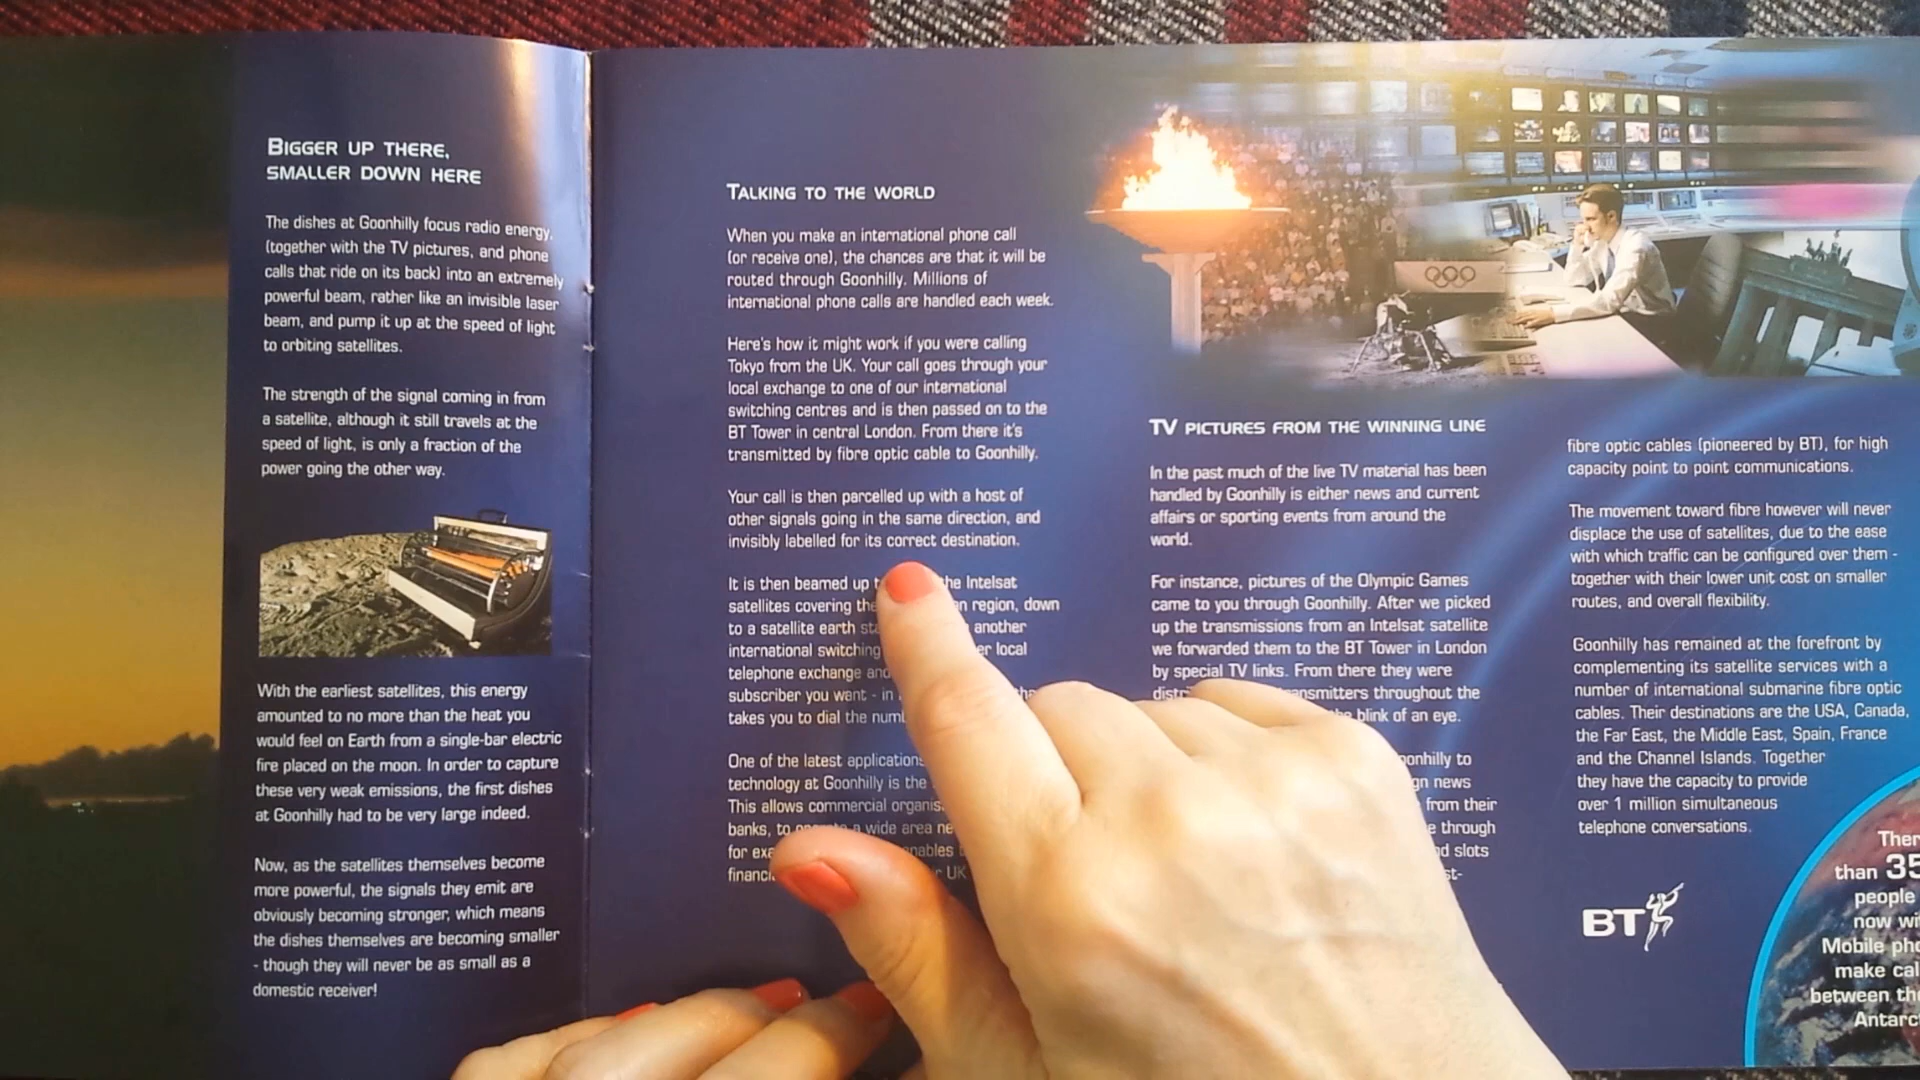 BIGGER UP THERE,
SMALLER DOWN HERE
The dishes at Goonhilly focus radio energy,
(together with the TV pictures, and phone
calls that ride on its back) into an extremely
powerful beam, rather like an invisible laser
beam, and pump it up at the speed of light
to orbiting satellites.
The strength of the signal coming in from
a satellite, although it still travels at the
speed of light, is only a fraction of the
power going the other way.
With the earliest satellites, this energy
amounted to no more than the heat you
would feel on Earth from a single-bar electric
fire placed on the moon. In order to capture
these very weak emissions, the first dishes
at Goonhilly had to be very large indeed.
Now, as the satellites themselves become
more powerful, the signals they emit are
obviously becoming stronger, which means
the dishes themselves are becoming smaller
- though they will never be as small as a
domestic receiver!
TALKING TO THE WORLD
When you make an international phone call
(or receive one), the chances are that it will be
routed through Goonhilly. Millions of
international phone calls are handled each week.
Here's how it might work if you were calling
Tokyo from the UK. Your call goes through your
local exchange to one of our international
switching centres and is then passed on to the
BT Tower in central London. From there it's
transmitted by fibre optic cable to Goonhilly.
Your call is then parcelled up with a host of
other signals going in the same direction, and
invisibly labelled for its correct destination.
It is then beamed up the Intelsat
satellites covering the region, down
to a satellite earth another
international switching local
telephone exchange and
subscriber you want - in
takes you to dial the
One of the latest applications
technology at Goonhilly is the
This allows commercial
banks, to a wide area
for
UK
TV PICTURES FROM THE WINNING LINE
In the past much of the live TV material has been
handled by Goonhilly is either news and current
affairs or sporting events from around the
world.
For instance, pictures of the Olympic Games
came to you through Goonhilly. After we picked
up the transmissions from an Intelsat satellite
we forwarded them to the BT Tower in London
by special TV links. From there they were
throughout the
blink of an eye.
to
news
from their
through
slots
fibre optic cables (pioneered by BT), for high
capacity point to point communications.
The movement toward fibre however will never
displace the use of satellites, due to the ease
with which traffic can be configured over them -
together with their lower unit cost on smaller
routes, and overall flexibility.
Goonhilly has remained at the forefront by
complementing its satellite services with a
number of international submarine fibre optic
cables. Their destinations are the USA, Canada,
the Far East, the Middle East, Spain, France
and the Channel Islands. Together
they have the capacity to provide
over 1 million simultaneous
telephone conversations.
BT
than 35
people
now
Mobile
make
between